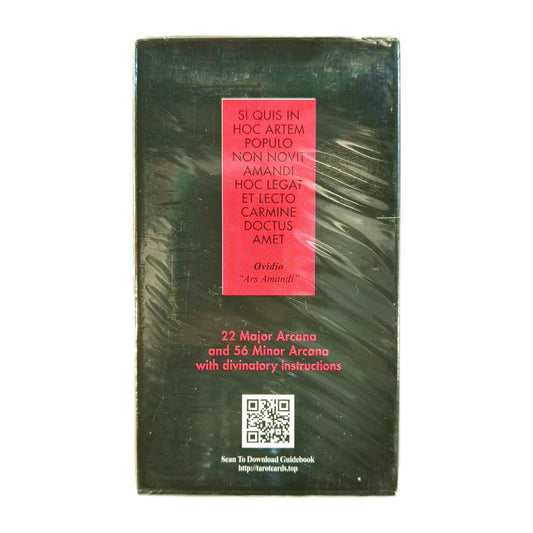 SI QUIS IN
HOC ARTEM
POPULO
NON NOVIT
AMANDI
HOC LEGAT
ET LECTO
CARMINE
DOCTUS
AMET
Ovidio
"Ars Amandi"
22 Major Arcana
and 56 Minor Arcana
with divinatory instructions
Scan To Download Guidebook
http://tarotcards.top